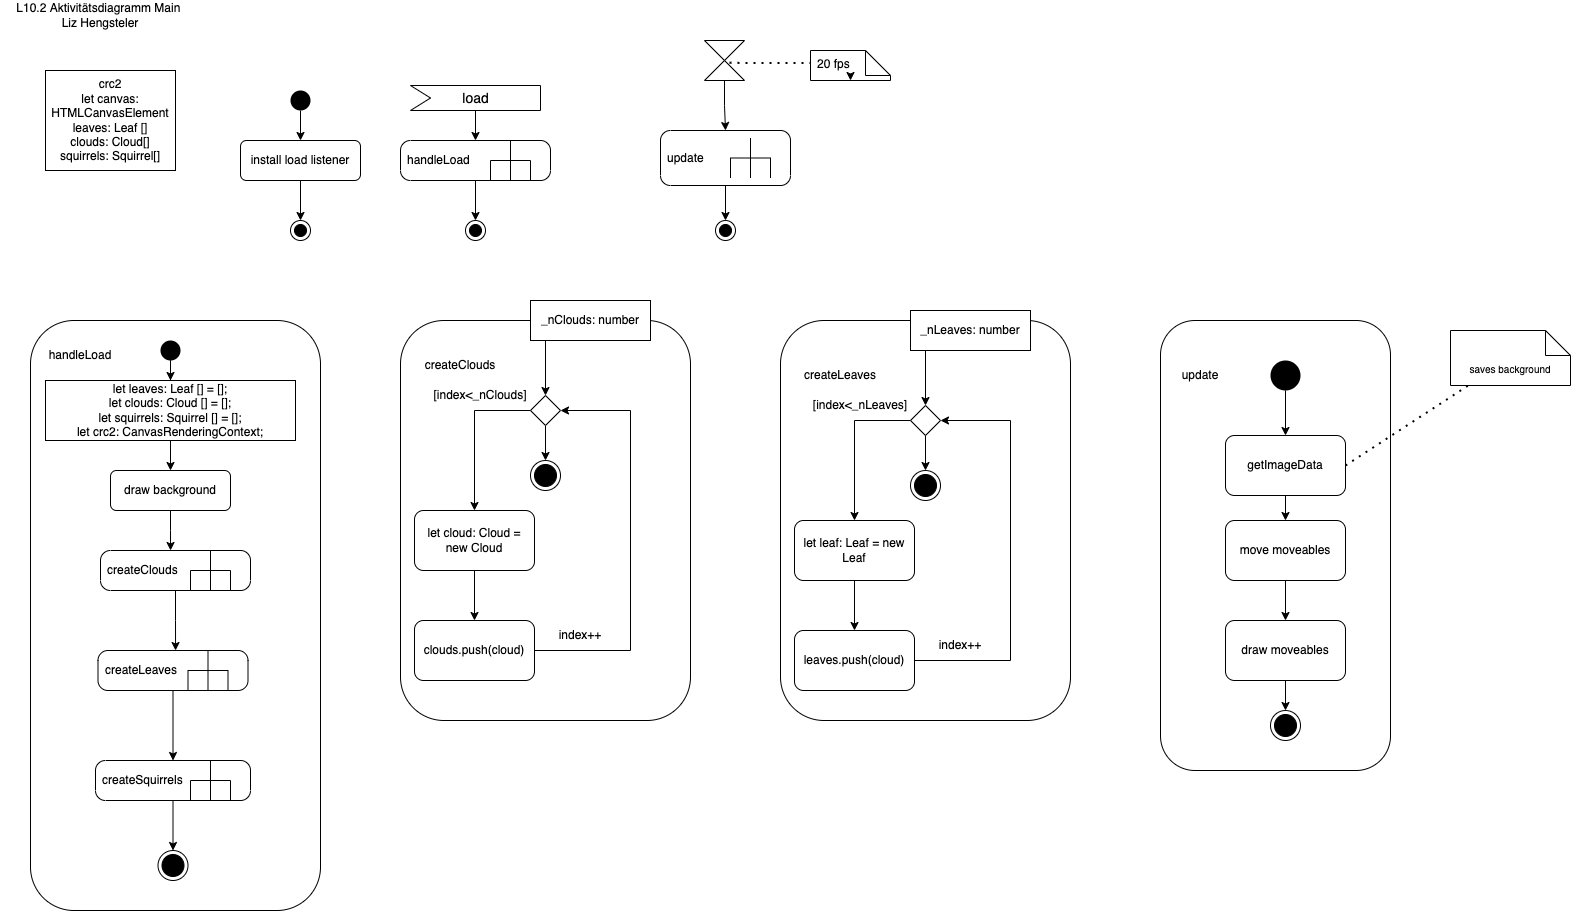 L10.2 Aktivitätsdiagramm Main
Liz Hengsteler
crc2
let canvas:
HTMLCanvasElement
leaves: Leaf []
clouds: Cloud[]
squirrels: Squirrel[]
install load listener
load
handleLoad
20 fps
update
handleLoad
let leaves: Leaf [] = [];
let clouds: Cloud [] = [];
let squirrels: Squirrel [] = [];
let crc2: CanvasRenderingContext;
draw background
createClouds
createLeaves
createSquirrels
_nClouds: number
createClouds
[index<_nClouds]
let cloud: Cloud =
new Cloud
clouds.push(cloud)
index++
_nLeaves: number
createLeaves
[index<_nLeaves]
let leaf: Leaf = new
Leaf
leaves.push(cloud)
index++
update
getImageData
move moveables
draw moveables
saves background